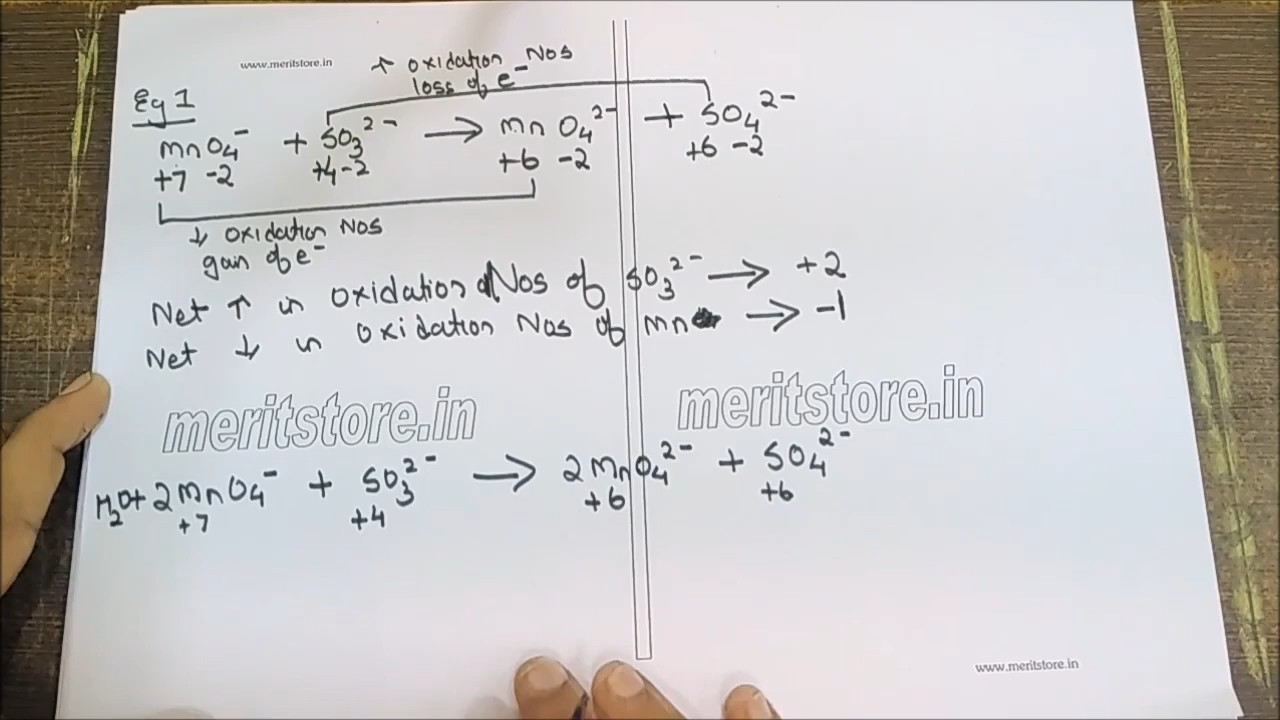 www.meritstore.in
↑ oxidation Nos
loss of e⁻
Eg 1
MnO₄⁻ + SO₃²⁻ → MnO₄²⁻ + SO₄²⁻
+7 -2 +4 -2 +6 -2 +6 -2
↓ oxidation Nos
gain of e⁻
Net ↑ in oxidation Nos of SO₃²⁻ → +2
Net ↓ in oxidation Nos of Mn → -1
meritstore.in meritstore.in
H₂O + 2MnO₄⁻ + SO₃²⁻ → 2MnO₄²⁻ + SO₄²⁻
+7 +4 +6 +6
www.meritstore.in